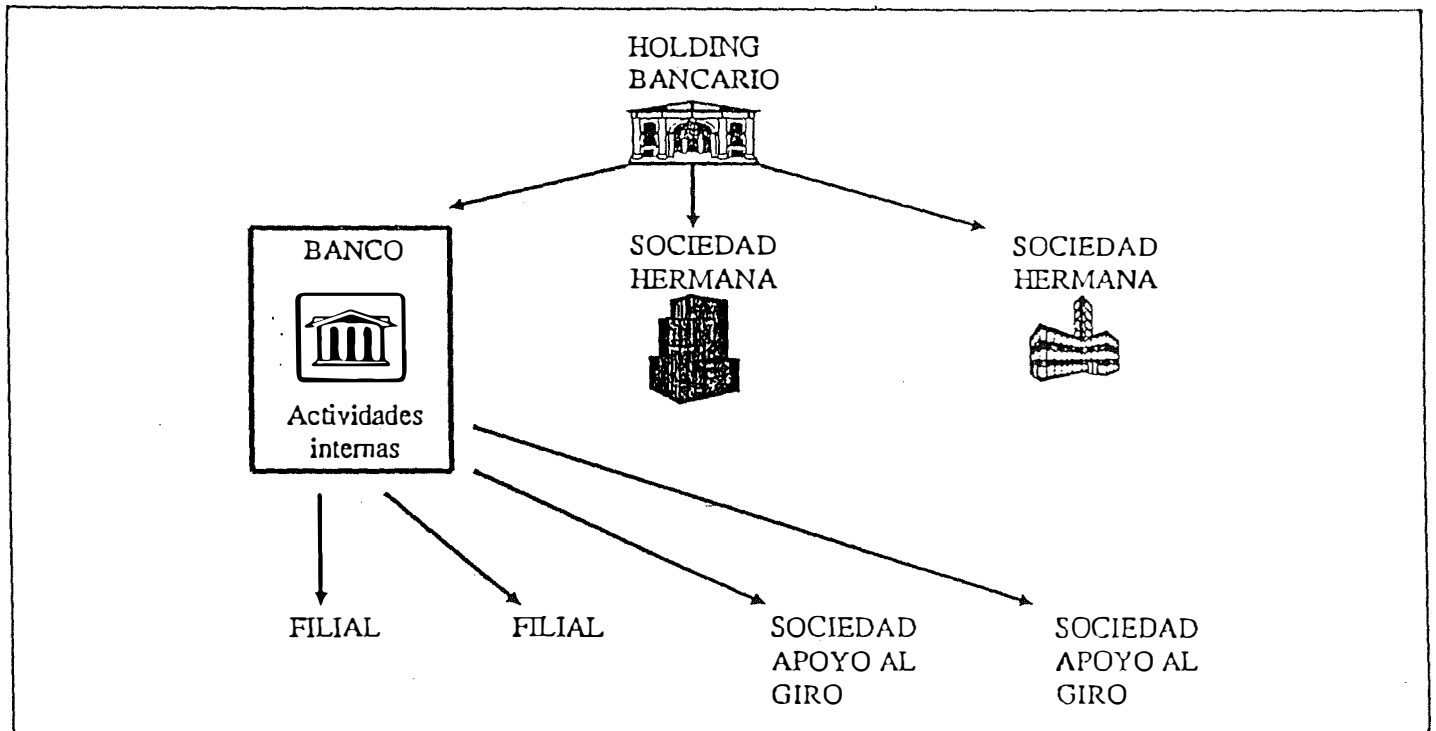 HOLDING
BANCARIO
BANCO
Actividades
internas
SOCIEDAD
HERMANA
SOCIEDAD
HERMANA
FILIAL
FILIAL
SOCIEDAD
APOYO AL
GIRO
SOCIEDAD
APOYO AL
GIRO